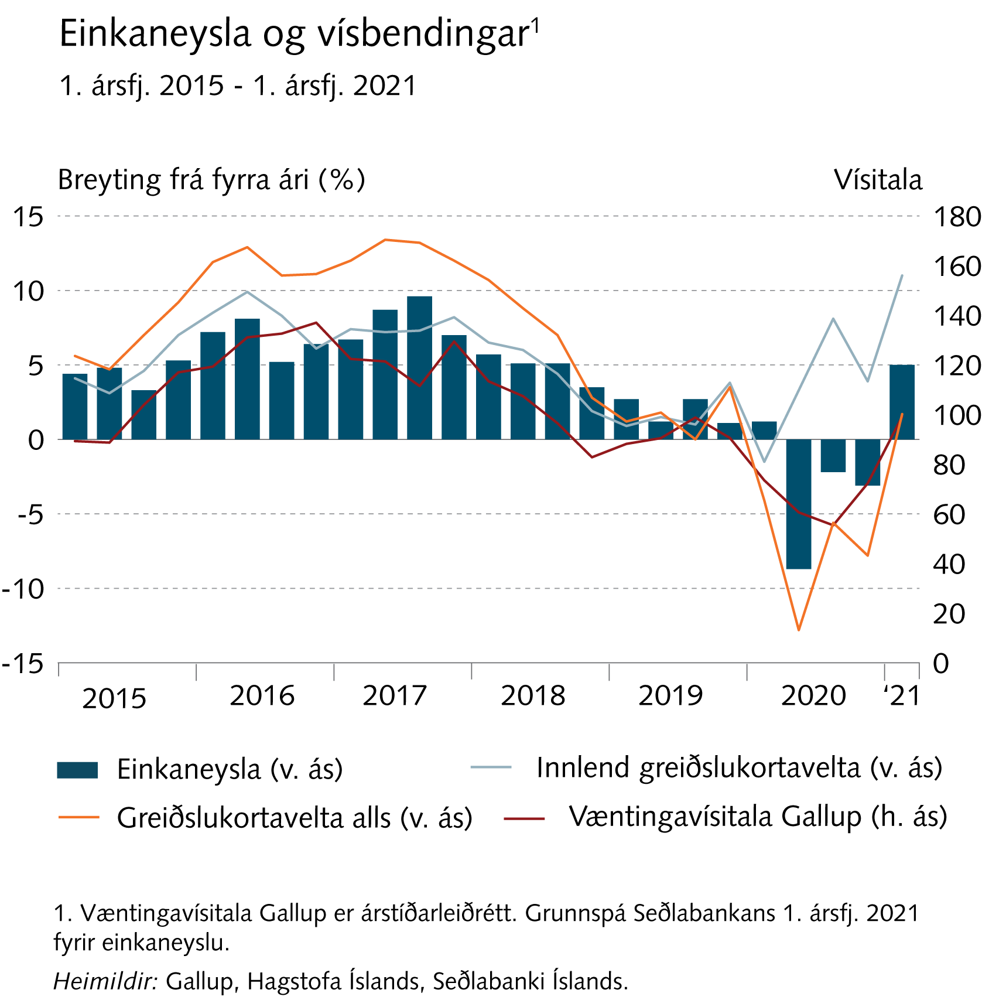 Einkaneysla og vísbendingar¹
1. ársfj. 2015 - 1. ársfj. 2021
Breyting frá fyrra ári (%)
Vísitala
15
10
5
0
-5
-10
-15
180
160
140
120
100
80
60
40
20
0
2015 2016 2017 2018 2019 2020 ‘21
Einkaneysla (v. ás)
Innlend greiðslukortavelta (v. ás)
Greiðslukortavelta alls (v. ás)
Væntingavísitala Gallup (h. ás)
1. Væntingavísitala Gallup er árstíðarleiðrétt. Grunnspá Seðlabankans 1. ársfj. 2021
fyrir einkaneyslu.
Heimildir: Gallup, Hagstofa Íslands, Seðlabanki Íslands.